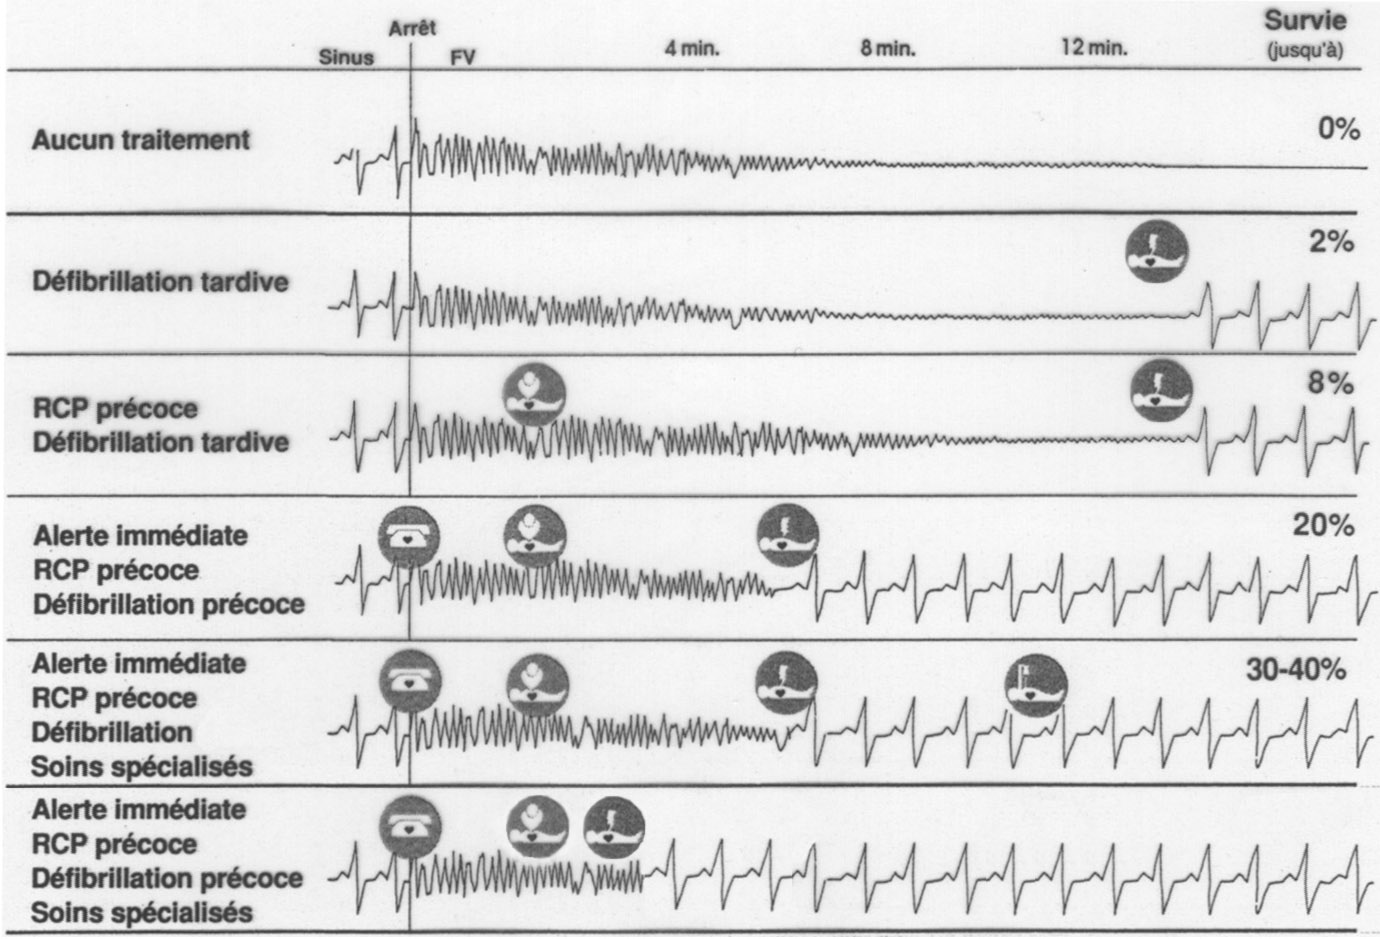 Arrêt
Sinus FV 4 min. 8 min. 12 min. Survie
(jusqu'à)
Aucun traitement 0%
Défibrillation tardive 2%
RCP précoce 8%
Défibrillation tardive
Alerte immédiate 20%
RCP précoce
Défibrillation précoce
Alerte immédiate 30-40%
RCP précoce
Défibrillation
Soins spécialisés
Alerte immédiate
RCP précoce
Défibrillation précoce
Soins spécialisés